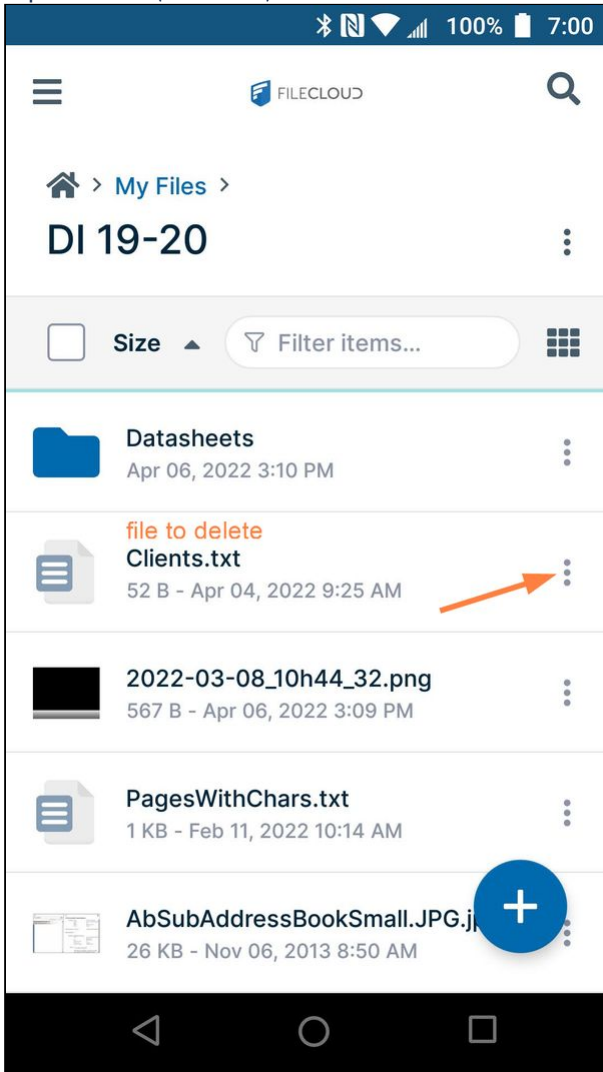 100% 7:00
FILECLOUD
> My Files >
DI 19-20
Size Filter items...
Datasheets
Apr 06, 2022 3:10 PM
file to delete
Clients.txt
52 B - Apr 04, 2022 9:25 AM
2022-03-08_10h44_32.png
567 B - Apr 06, 2022 3:09 PM
PagesWithChars.txt
1 KB - Feb 11, 2022 10:14 AM
AbSubAddressBookSmall.JPG.j
26 KB - Nov 06, 2013 8:50 AM